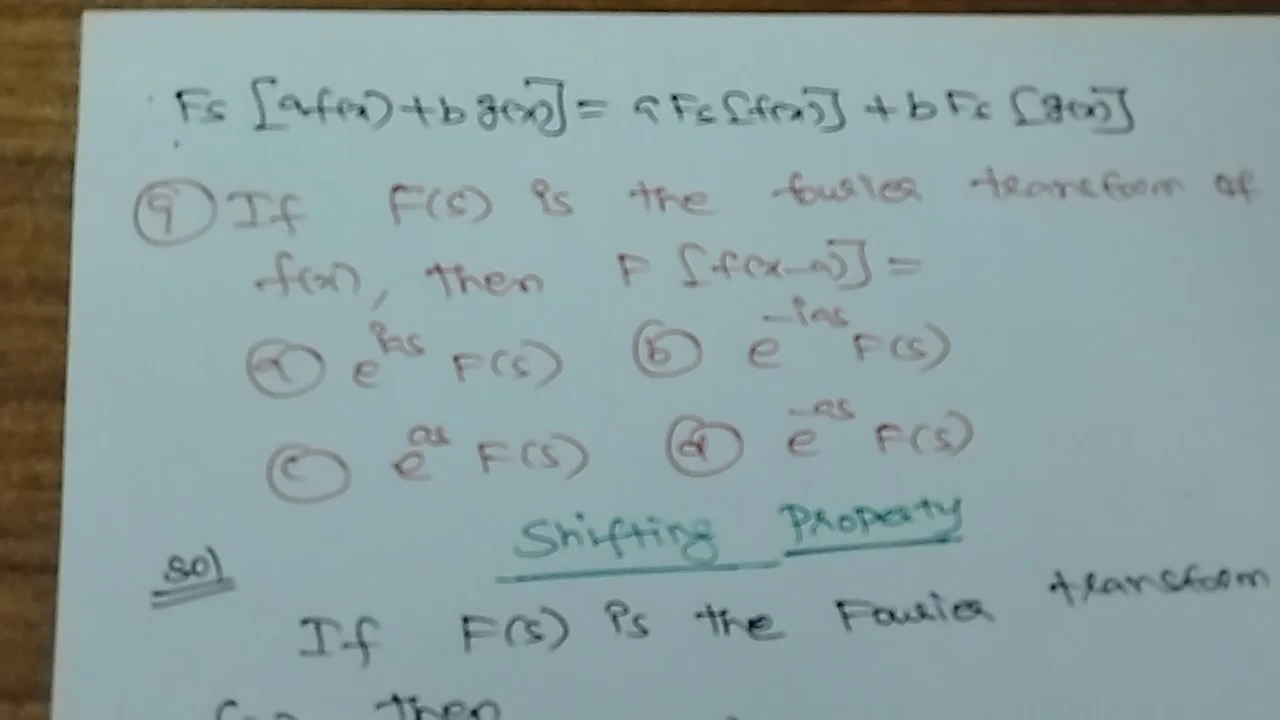 Fs [af(x) + b g(x)] = a Fs [f(x)] + b Fs [g(x)]
9 If F(s) is the fourier transform of
f(x), then F [f(x-a)] =
a e^ias F(s) b e^-ias F(s)
c e^as F(s) d e^-as F(s)
Shifting Property
Sol
If F(s) is the Fourier transform
then